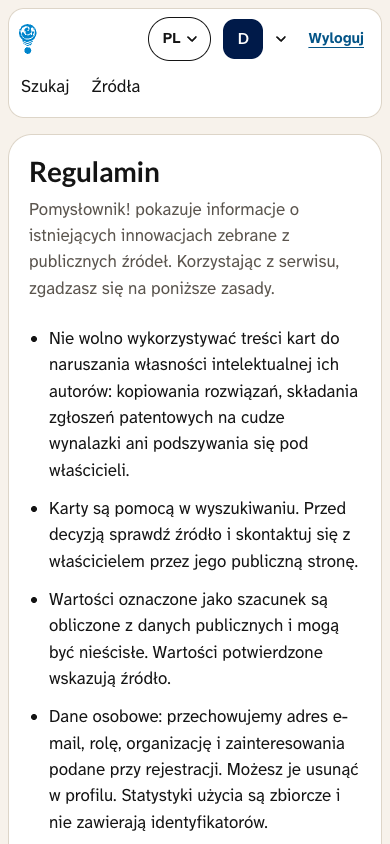 PL
D
Wyloguj
Szukaj Źródła
Regulamin
Pomysłownik! pokazuje informacje o
istniejących innowacjach zebrane z
publicznych źródeł. Korzystając z serwisu,
zgadzasz się na poniższe zasady.
• Nie wolno wykorzystywać treści kart do
naruszania własności intelektualnej ich
autorów: kopiowania rozwiązań, składania
zgłoszeń patentowych na cudze
wynalazki ani podszywania się pod
właścicieli.
• Karty są pomocą w wyszukiwaniu. Przed
decyzją sprawdź źródło i skontaktuj się z
właścicielem przez jego publiczną stronę.
• Wartości oznaczone jako szacunek są
obliczone z danych publicznych i mogą
być nieścisłe. Wartości potwierdzone
wskazują źródło.
• Dane osobowe: przechowujemy adres e-
mail, rolę, organizację i zainteresowania
podane przy rejestracji. Możesz je usunąć
w profilu. Statystyki użycia są zbiorcze i
nie zawierają identyfikatorów.